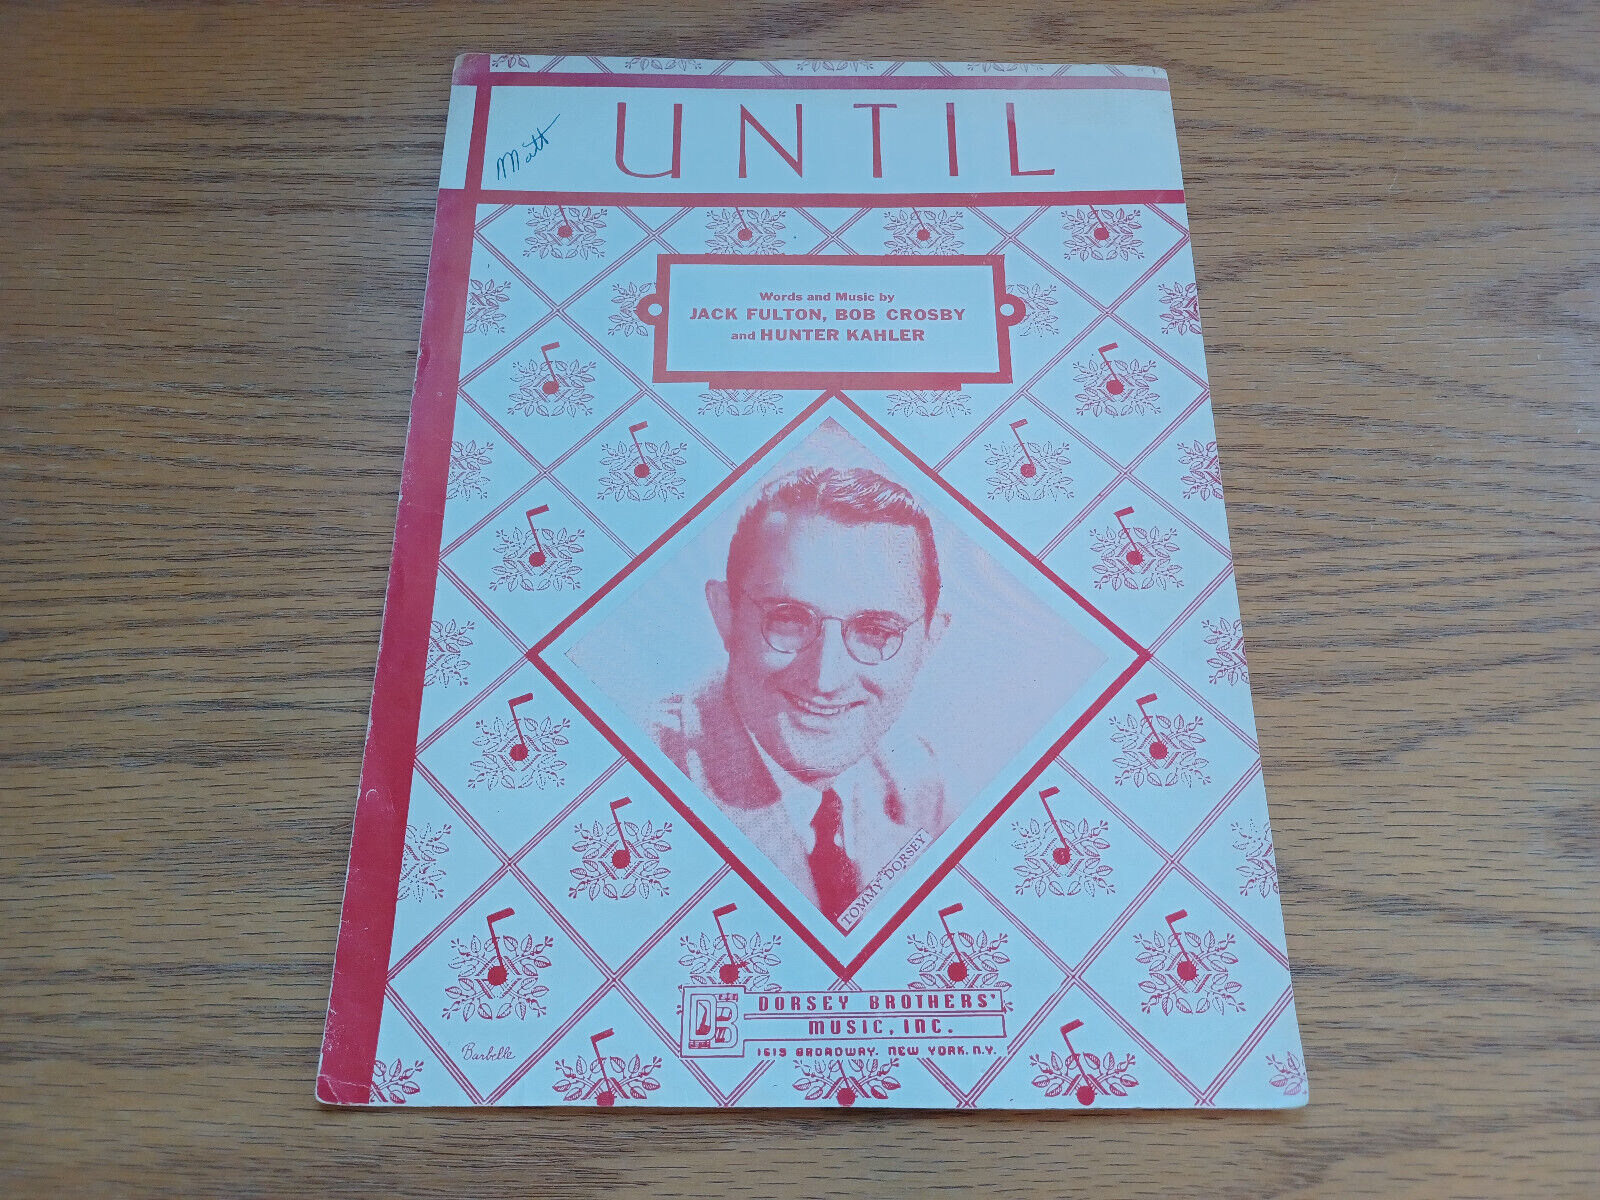 UNTIL
Matt
Words and Music by
JACK FULTON, BOB CROSBY
and HUNTER KAHLER
TOMMY DORSEY
DB
DORSEY BROTHERS'
MUSIC, INC.
1619 BROADWAY. NEW YORK. N.Y.
Barbelle